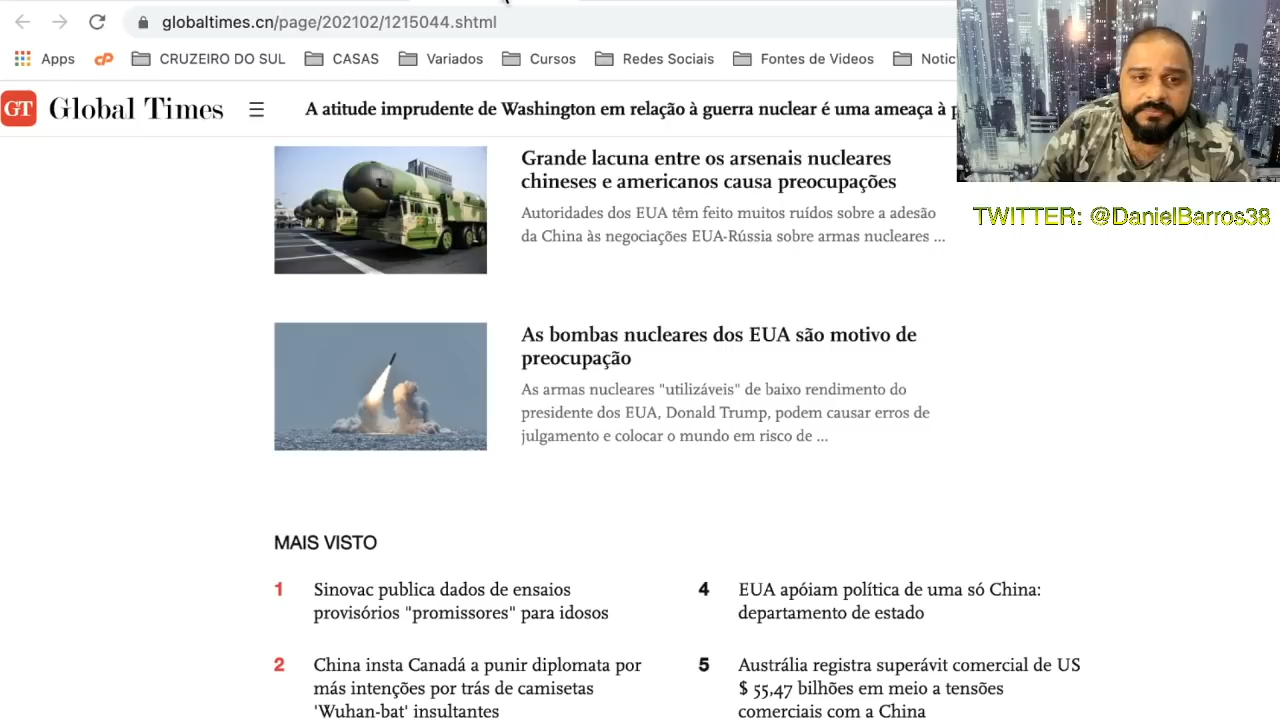 globaltimes.cn/page/202102/1215044.shtml
Apps
CRUZEIRO DO SUL
CASAS
Variados
Cursos
Redes Sociais
Fontes de Videos
Notic
GT Global Times
A atitude imprudente de Washington em relação à guerra nuclear é uma ameaça à
TWITTER: @DanielBarros38
Grande lacuna entre os arsenais nucleares
chineses e americanos causa preocupações
Autoridades dos EUA têm feito muitos ruídos sobre a adesão
da China às negociações EUA-Rússia sobre armas nucleares ...
As bombas nucleares dos EUA são motivo de
preocupação
As armas nucleares "utilizáveis" de baixo rendimento do
presidente dos EUA, Donald Trump, podem causar erros de
julgamento e colocar o mundo em risco de ...
MAIS VISTO
1 Sinovac publica dados de ensaios
provisórios "promissores" para idosos
2 China insta Canadá a punir diplomata por
más intenções por trás de camisetas
'Wuhan-bat' insultantes
4 EUA apóiam política de uma só China:
departamento de estado
5 Austrália registra superávit comercial de US
$ 55,47 bilhões em meio a tensões
comerciais com a China